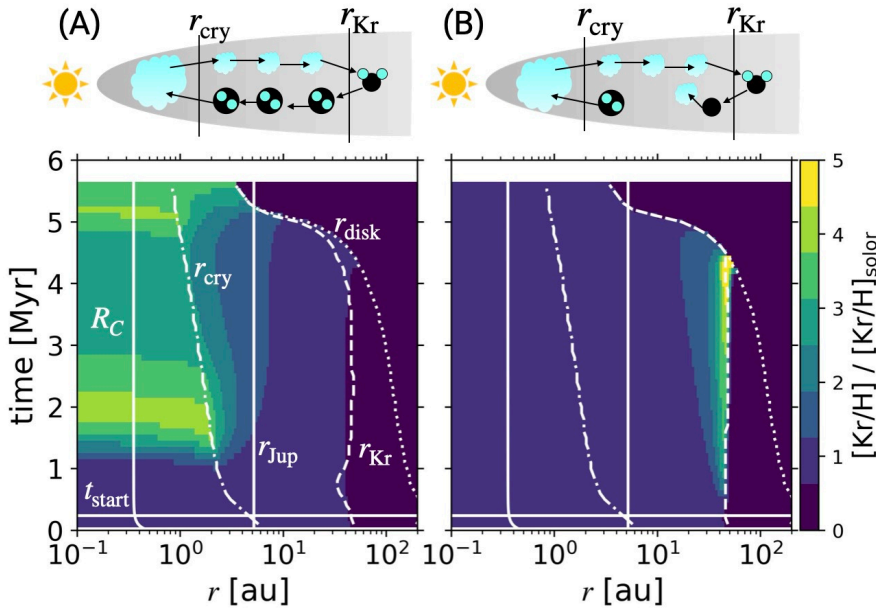 (A)
r_cry
r_Kr
(B)
r_cry
r_Kr
6
5
4
3
2
1
0
time [Myr]
r_disk
r_cry
R_C
r_Jup
r_Kr
t_start
10^-1
10^0
10^1
10^2
r [au]
10^-1
10^0
10^1
10^2
r [au]
5
4
3
2
1
0
[Kr/H] / [Kr/H]_solor